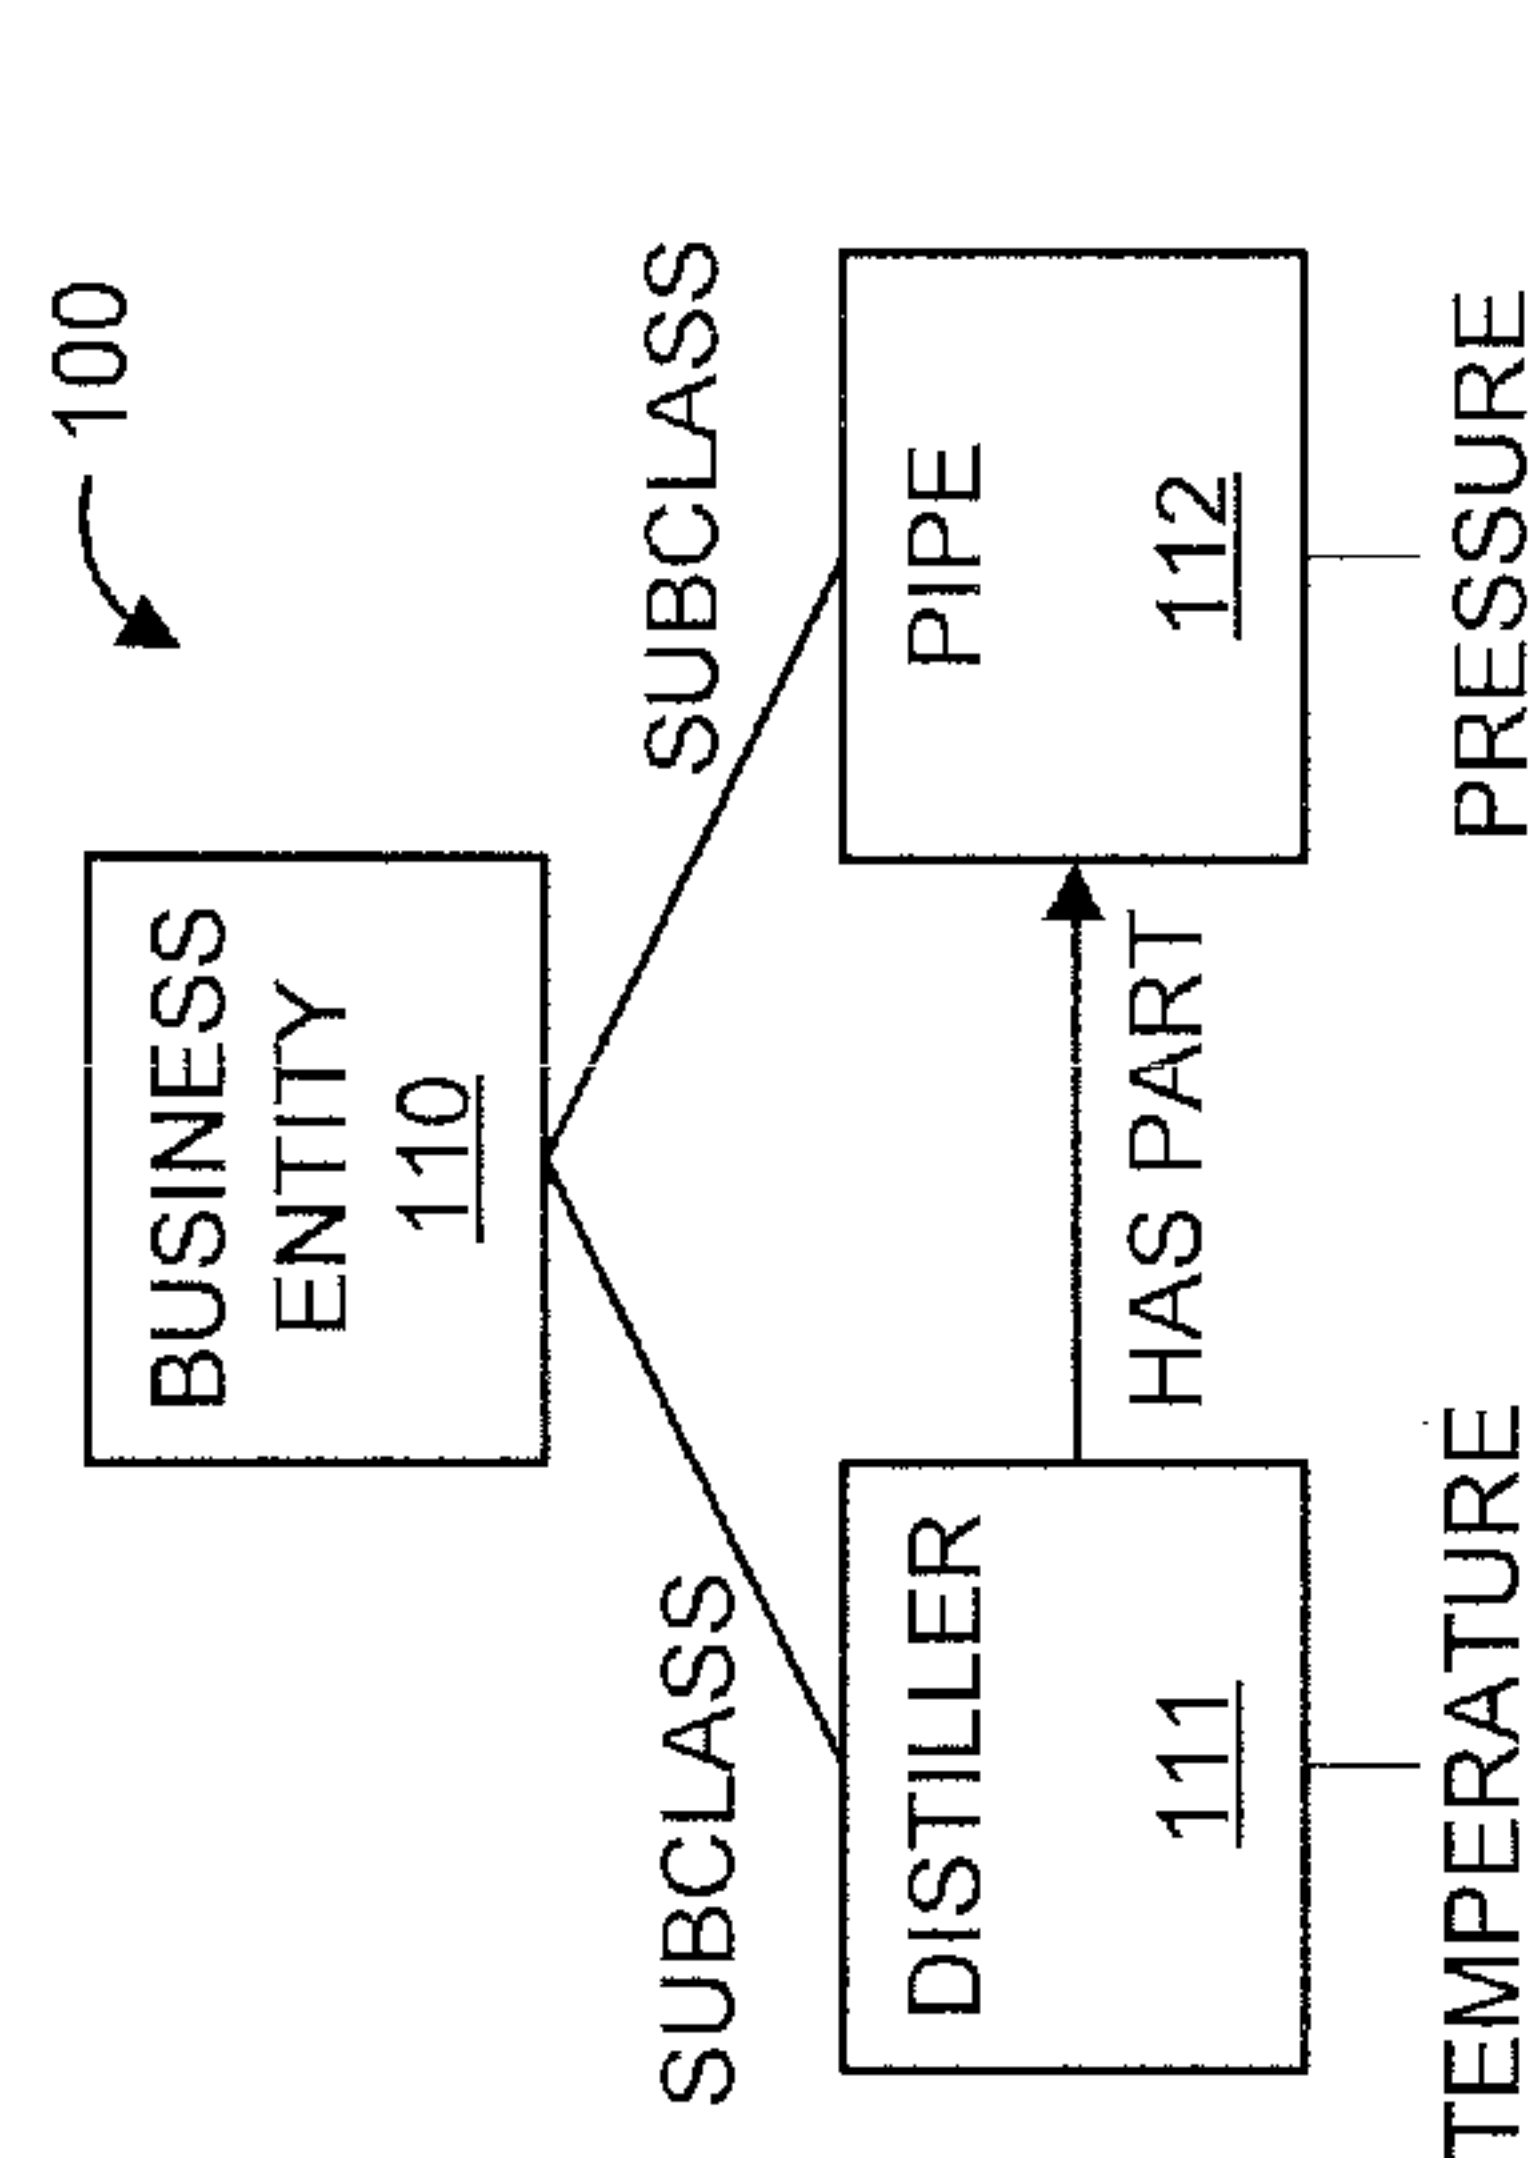 100
BUSINESS
ENTITY
110
SUBCLASS
SUBCLASS
DISTILLER
111
HAS PART
PIPE
112
TEMPERATURE
PRESSURE